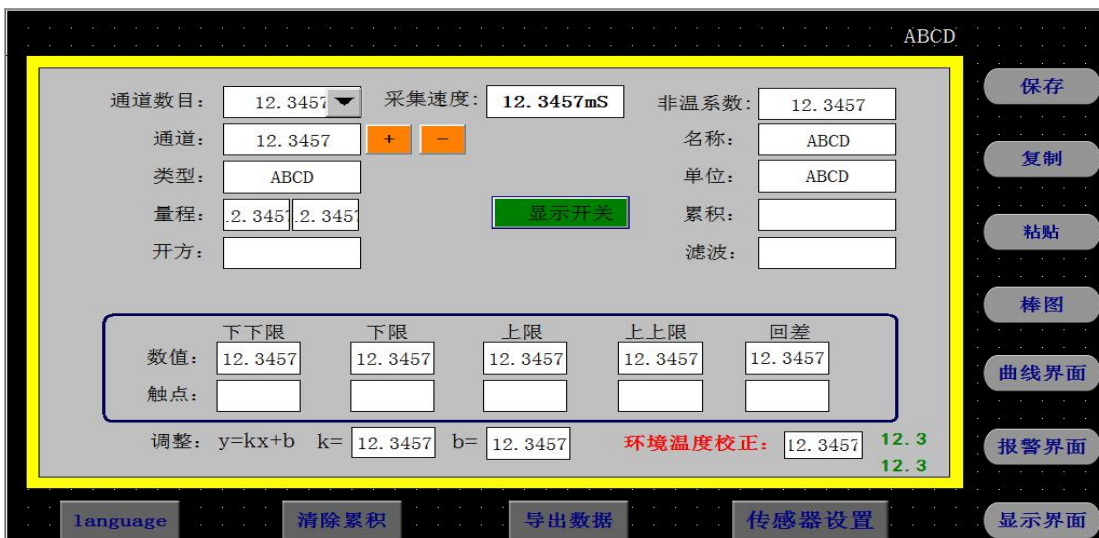 ABCD
通道数目: 12.3457 采集速度: 12.3457mS 非温系数: 12.3457 保存
通道: 12.3457 + − 名称: ABCD
类型: ABCD 单位: ABCD 复制
量程: .2.3457 .2.3457 显示开关 累积: 粘贴
开方: 滤波:
棒图
下下限 下限 上限 上上限 回差
数值: 12.3457 12.3457 12.3457 12.3457 12.3457 曲线界面
触点:
调整: y=kx+b k= 12.3457 b= 12.3457 环境温度校正: 12.3457 12.3 报警界面
12.3
language 清除累积 导出数据 传感器设置 显示界面